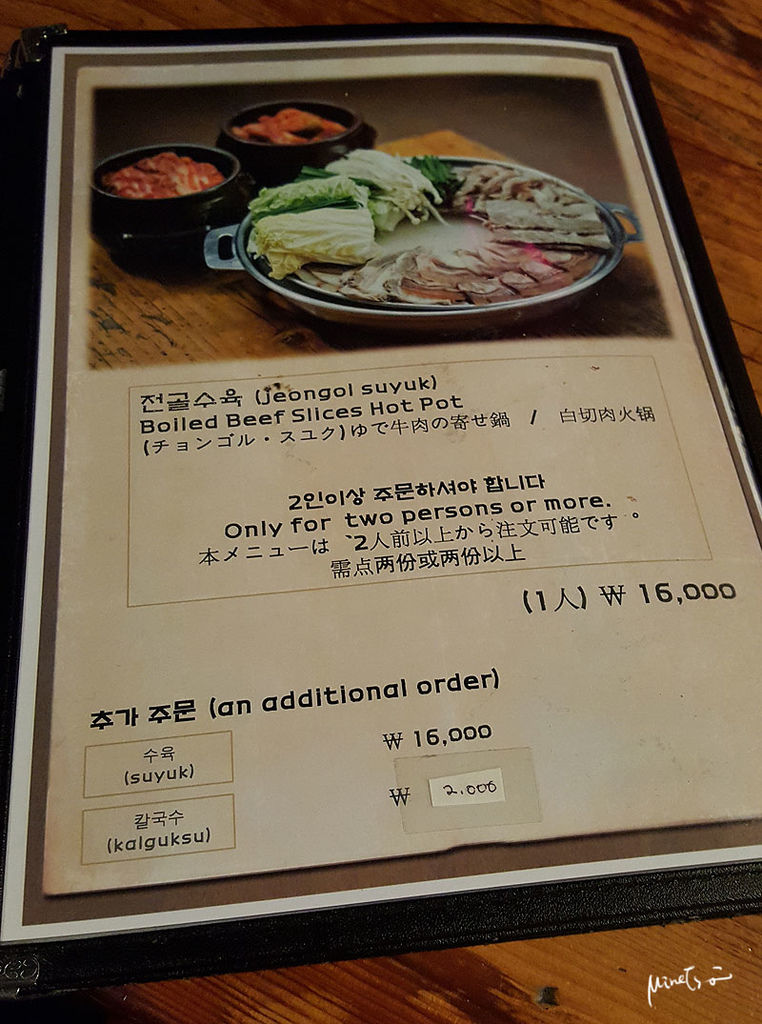 전골수육 (Jeongol suyuk)
Boiled Beef Slices Hot Pot
(チョンゴル・スユク)ゆで牛肉の寄せ鍋 / 白切肉火锅
2인이상 주문하셔야 합니다
Only for two persons or more.
本メニューは、2人前以上から注文可能です。
需点两份或两份以上
(1人) ₩ 16,000
추가 주문 (an additional order)
수육
(suyuk)
₩ 16,000
칼국수
(kalguksu)
₩ 2.000